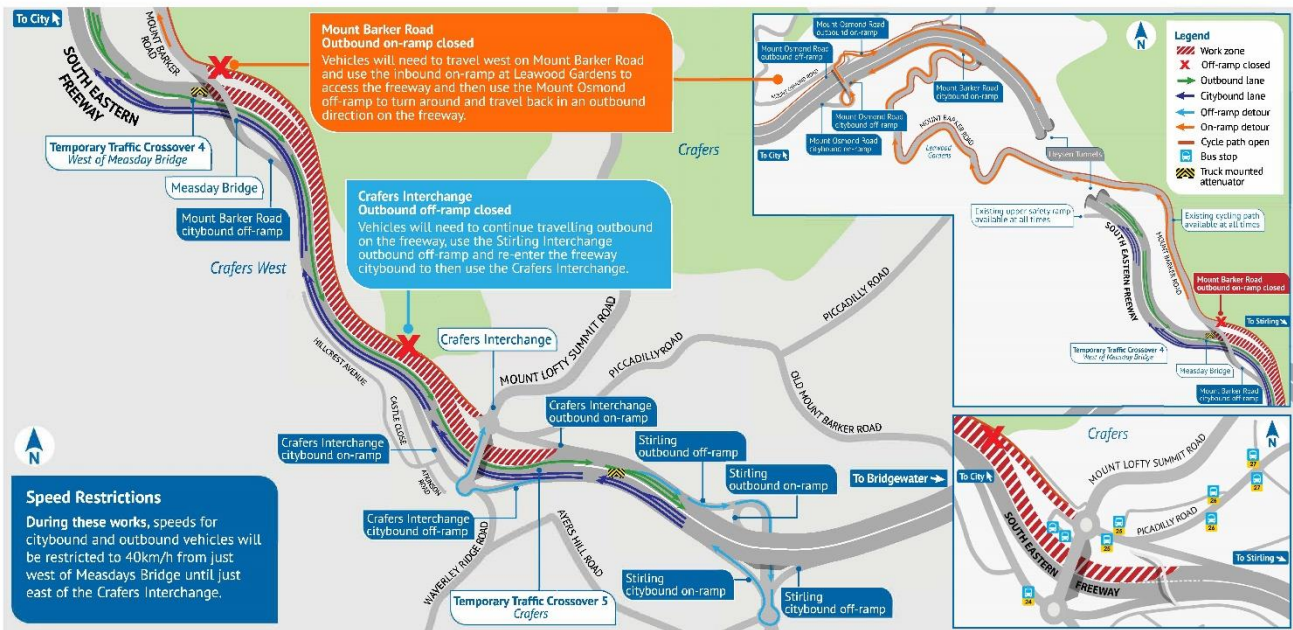 To City
MOUNT BARKER
ROAD
SOUTH EASTERN
FREEWAY
Mount Barker Road
Outbound on-ramp closed
Vehicles will need to travel west on Mount Barker Road
and use the inbound on-ramp at Leawood Gardens to
access the freeway and then use the Mount Osmond
off-ramp to turn around and travel back in an outbound
direction on the freeway.
Temporary Traffic Crossover 4
West of Measday Bridge
Measday Bridge
Mount Barker Road
citybound off-ramp
Crafers West
Crafers
Crafers Interchange
Outbound off-ramp closed
Vehicles will need to continue travelling outbound
on the freeway, use the Stirling Interchange
outbound off-ramp and re-enter the freeway
citybound to then use the Crafers Interchange.
Crafers Interchange
MOUNT LOFTY SUMMIT ROAD
PICCADILLY ROAD
PICCADILLY ROAD
OLD MOUNT BARKER ROAD
HILLCREST AVENUE
CASTLE CLOSE
ATKINSON
ROAD
Crafers Interchange
citybound on-ramp
Crafers Interchange
outbound on-ramp
Stirling
outbound off-ramp
Stirling
outbound on-ramp
To Bridgewater
Crafers Interchange
citybound off-ramp
WAVERLEY RIDGE ROAD
AYERS HILL ROAD
Temporary Traffic Crossover 5
Crafers
Stirling
citybound on-ramp
Stirling
citybound off-ramp
N
Speed Restrictions
During these works, speeds for
citybound and outbound vehicles will
be restricted to 40km/h from just
west of Measdays Bridge until just
east of the Crafers Interchange.
Mount Osmond Road
outbound on-ramp
Mount Osmond Road
outbound off-ramp
MOUNT OSMOND ROAD
Mount Barker Road
citybound on-ramp
Mount Osmond Road
citybound off-ramp
Mount Osmond Road
citybound on-ramp
To City
MOUNT BARKER ROAD
Leawood
Gardens
Heysen Tunnels
N
Legend
Work zone
Off-ramp closed
Outbound lane
Citybound lane
Off-ramp detour
On-ramp detour
Cycle path open
Bus stop
Truck mounted
attenuator
Existing upper safety ramp
available at all times
Existing cycling path
available at all times
SOUTH EASTERN FREEWAY
MOUNT BARKER ROAD
Mount Barker Road
outbound on-ramp closed
To Stirling
Temporary Traffic Crossover 4
West of Measday Bridge
Measday Bridge
Mount Barker Road
citybound off-ramp
Crafers
N
To City
MOUNT LOFTY SUMMIT ROAD
PICADILLY ROAD
27
27
26
26
25
25
24
To Stirling
SOUTH EASTERN
FREEWAY